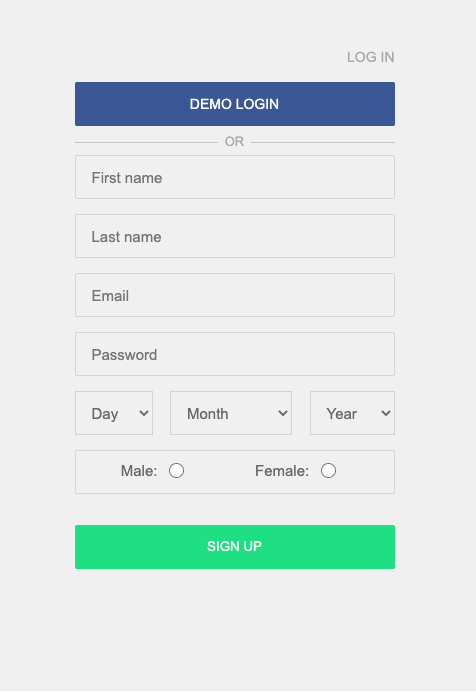 LOG IN
DEMO LOGIN
OR
First name
Last name
Email
Password
Day Month Year
Male: Female:
SIGN UP